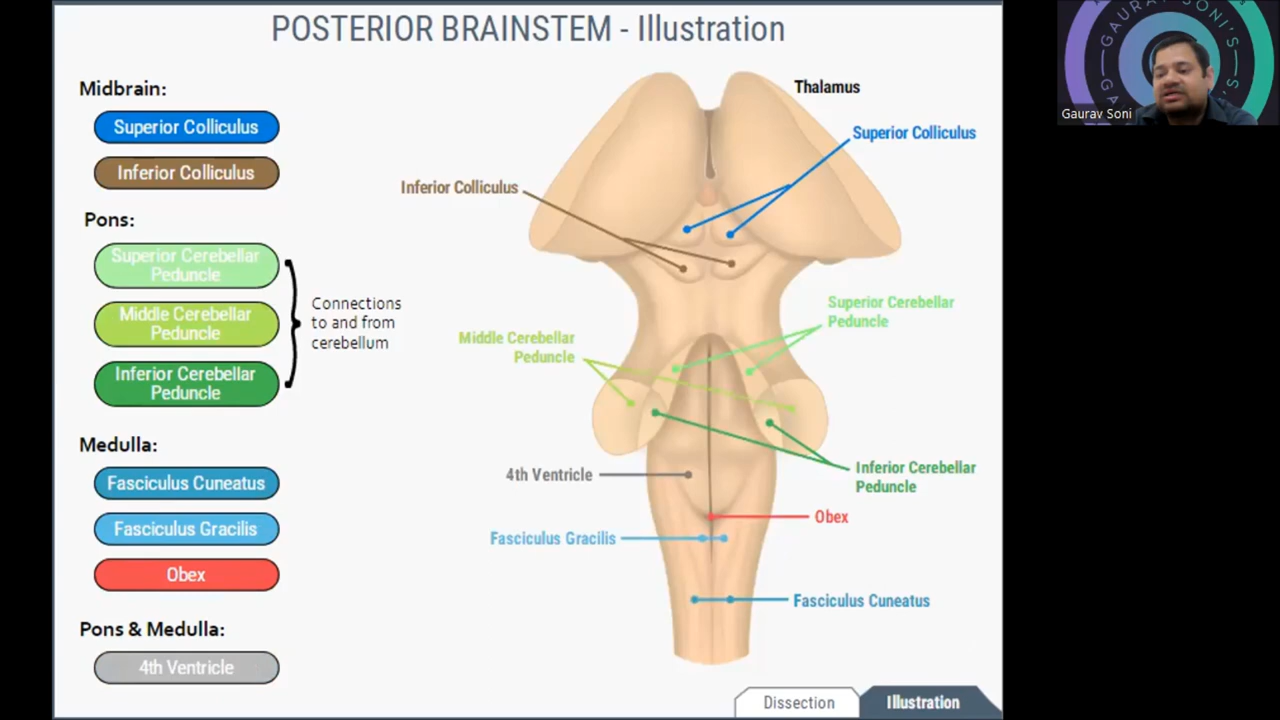 POSTERIOR BRAINSTEM - Illustration
Midbrain:
Superior Colliculus
Inferior Colliculus
Pons:
Superior Cerebellar
Peduncle
Middle Cerebellar
Peduncle
Inferior Cerebellar
Peduncle
Connections
to and from
cerebellum
Medulla:
Fasciculus Cuneatus
Fasciculus Gracilis
Obex
Pons & Medulla:
4th Ventricle
Thalamus
Superior Colliculus
Inferior Colliculus
Superior Cerebellar
Peduncle
Middle Cerebellar
Peduncle
4th Ventricle
Inferior Cerebellar
Peduncle
Obex
Fasciculus Gracilis
Fasciculus Cuneatus
Dissection
Illustration
GAURAV SONI'S
Gaurav Soni